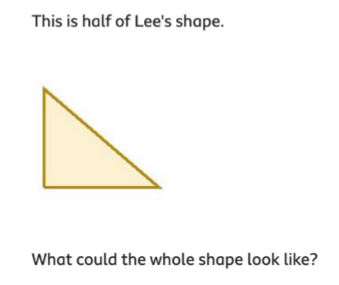 This is half of Lee's shape.
What could the whole shape look like?